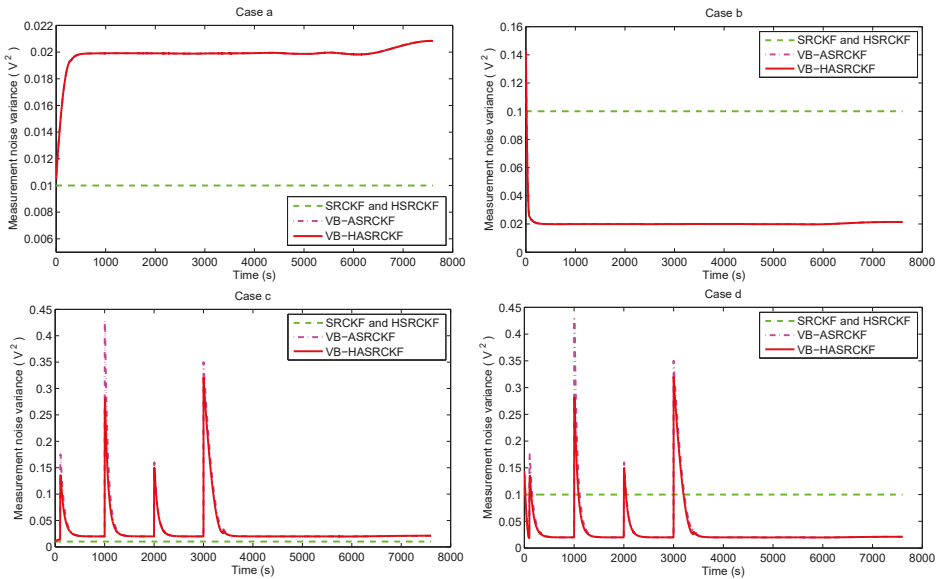 Case a
Measurement noise variance ( V 2 )
0.022
0.020
0.018
0.016
0.014
0.012
0.010
0.008
0.006
SRCKF and HSRCKF
VB-ASRCKF
VB-HASRCKF
0 1000 2000 3000 4000 5000 6000 7000 8000
Time (s)
Case b
Measurement noise variance ( V 2 )
0.16
0.14
0.12
0.1
0.08
0.06
0.04
0.02
0
SRCKF and HSRCKF
VB-ASRCKF
VB-HASRCKF
0 1000 2000 3000 4000 5000 6000 7000 8000
Time (s)
Case c
Measurement noise variance ( V 2 )
0.45
0.4
0.35
0.3
0.25
0.2
0.15
0.1
0.05
0
SRCKF and HSRCKF
VB-ASRCKF
VB-HASRCKF
0 1000 2000 3000 4000 5000 6000 7000 8000
Time (s)
Case d
Measurement noise variance ( V 2 )
0.45
0.4
0.35
0.3
0.25
0.2
0.15
0.1
0.05
0
SRCKF and HSRCKF
VB-ASRCKF
VB-HASRCKF
0 1000 2000 3000 4000 5000 6000 7000 8000
Time (s)